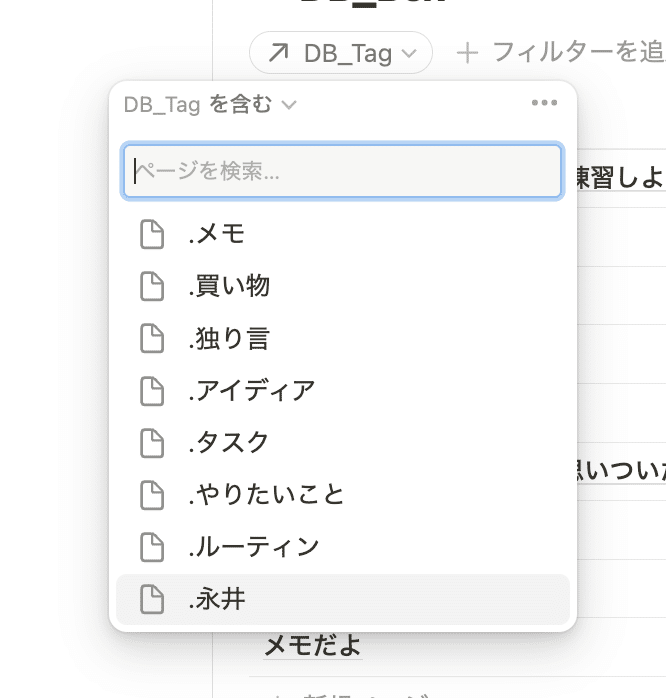 DB_Tag
フィルターを追
DB_Tag を含む
ページを検索...
練習しよ
.メモ
.買い物
.独り言
.アイディア
.タスク
思いついた
.やりたいこと
.ルーティン
.永井
メモだよ